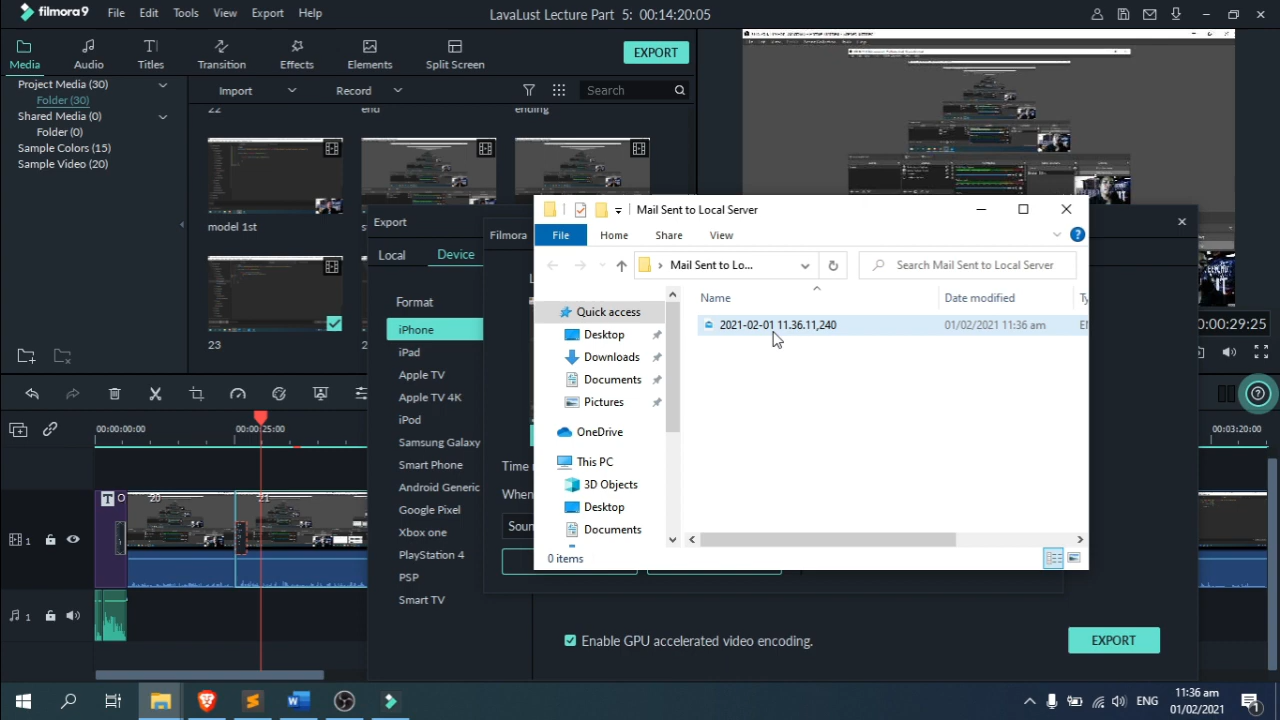 filmora9 File Edit Tools View Export Help LavaLust Lecture Part 5: 00:14:20:05
Media Audio Effects Split Screen
EXPORT
Project Media (30)
Folder (30)
Shared Media (0)
Folder (0)
Sample Colors (15)
Sample Video (20)
Import Record Search
22 end ending
model 1st
23
Export
Device
Format
iPhone
iPad
Apple TV
Apple TV 4K
iPod
Samsung Galaxy
Smart Phone
Android Generic
Google Pixel
Xbox one
PlayStation 4
PSP
Smart TV
Filmora
Mail Sent to Local Server
File Home Share View
Mail Sent to Lo...
Search Mail Sent to Local Server
Quick access
Desktop
Downloads
Documents
Pictures
OneDrive
This PC
3D Objects
Desktop
Documents
Name Date modified
2021-02-01 11.36.11,240 01/02/2021 11:36 am
0 items
Enable GPU accelerated video encoding.
EXPORT
00:00:29:25
00:00:00:00 00:00:25:00 00:03:20:00
20 21
1
1
ENG
11:36 am
01/02/2021
1